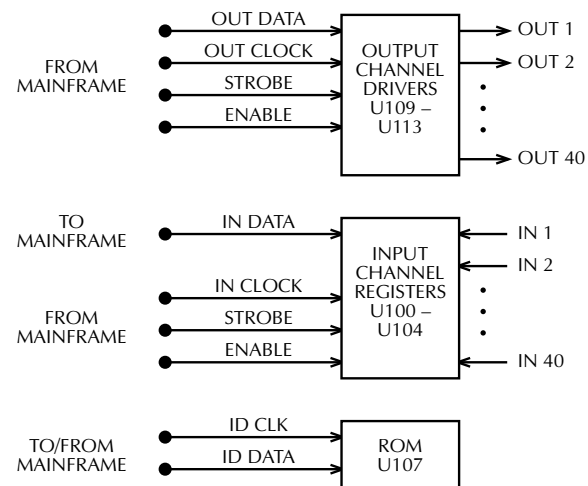 FROM
MAINFRAME
OUT DATA
OUT CLOCK
STROBE
ENABLE
OUTPUT
CHANNEL
DRIVERS
U109 –
U113
OUT 1
OUT 2
OUT 40
TO
MAINFRAME
FROM
MAINFRAME
IN DATA
IN CLOCK
STROBE
ENABLE
INPUT
CHANNEL
REGISTERS
U100 –
U104
IN 1
IN 2
IN 40
TO/FROM
MAINFRAME
ID CLK
ID DATA
ROM
U107